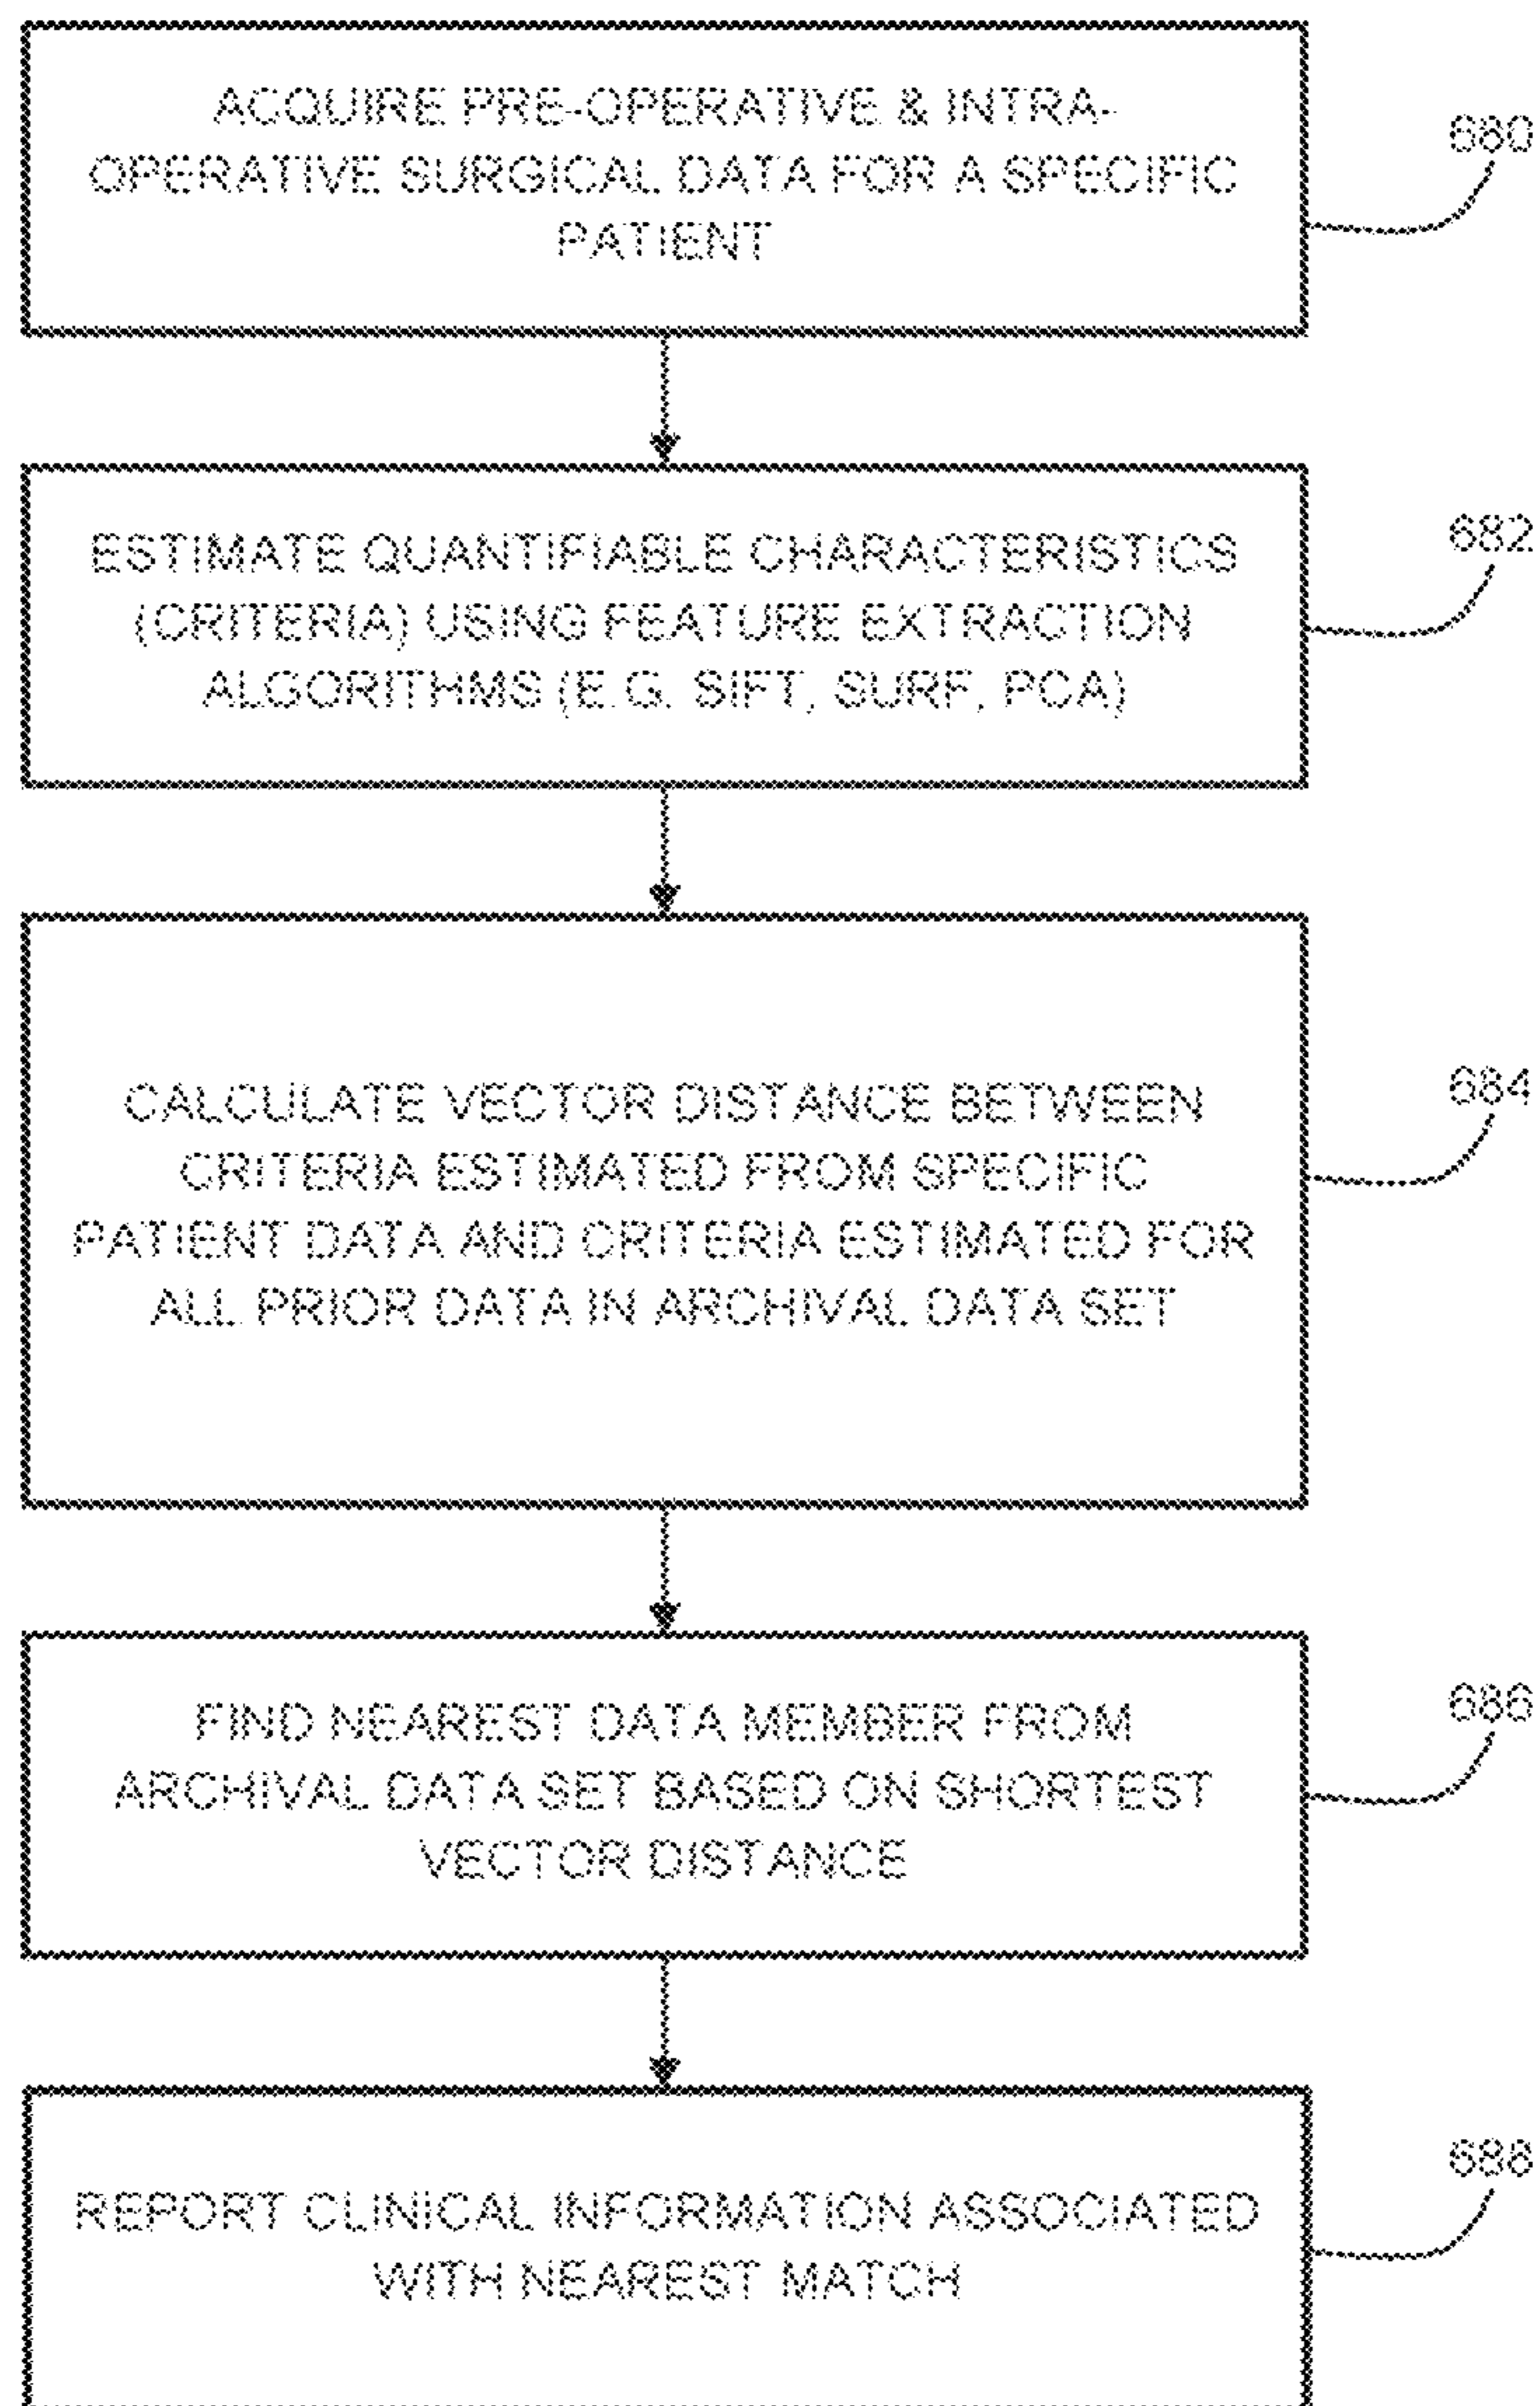 ACQUIRE PRE-OPERATIVE & INTRA-
OPERATIVE SURGICAL DATA FOR A SPECIFIC
PATIENT
680
ESTIMATE QUANTIFIABLE CHARACTERISTICS
(CRITERIA) USING FEATURE EXTRACTION
ALGORITHMS (E.G. SIFT, SURF, PCA)
682
CALCULATE VECTOR DISTANCE BETWEEN
CRITERIA ESTIMATED FROM SPECIFIC
PATIENT DATA AND CRITERIA ESTIMATED FOR
ALL PRIOR DATA IN ARCHIVAL DATA SET
684
FIND NEAREST DATA MEMBER FROM
ARCHIVAL DATA SET BASED ON SHORTEST
VECTOR DISTANCE
686
REPORT CLINICAL INFORMATION ASSOCIATED
WITH NEAREST MATCH
688